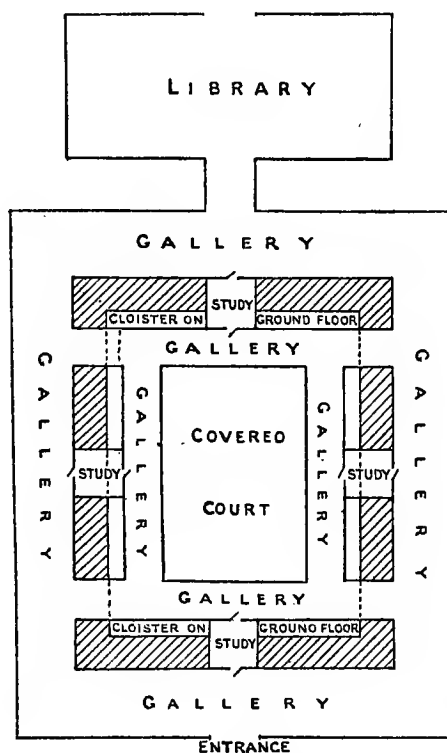 LIBRARY
GALLERY
CLOISTER ON STUDY GROUND FLOOR
GALLERY
GALLERY
GALLERY
COVERED
COURT
GALLERY
GALLERY
STUDY
STUDY
GALLERY
CLOISTER ON STUDY GROUND FLOOR
GALLERY
ENTRANCE